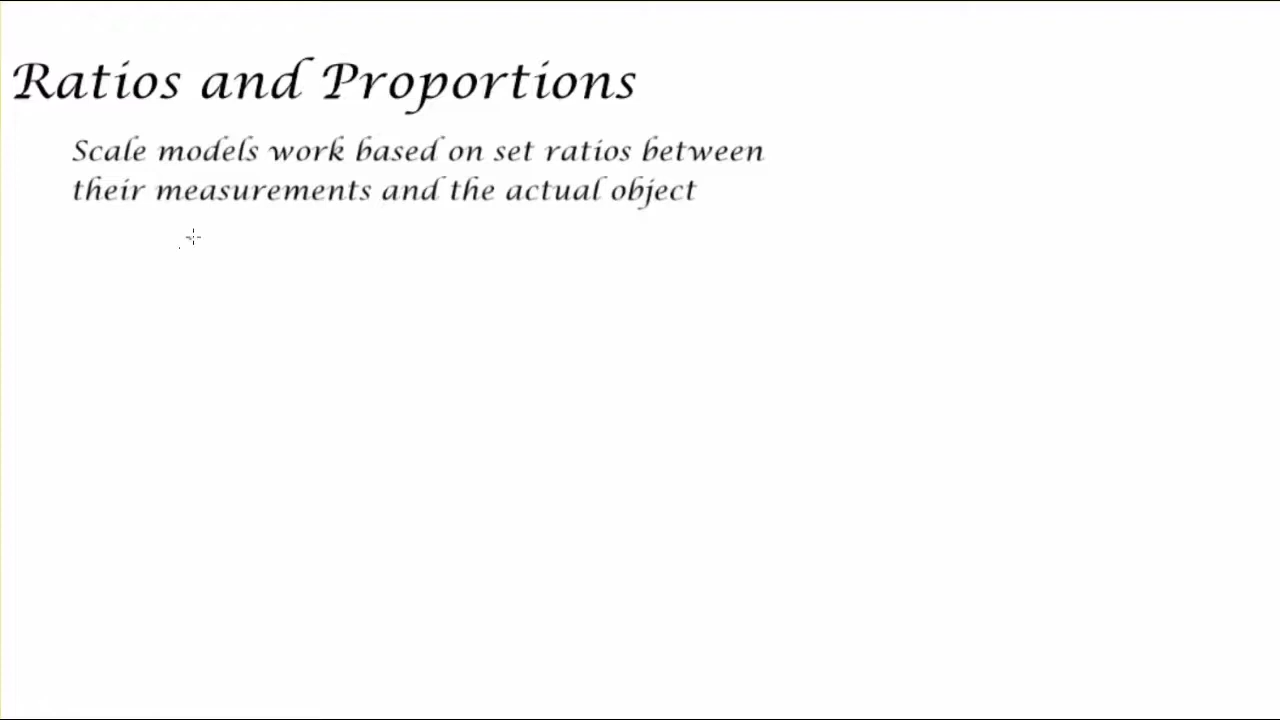 Ratios and Proportions
Scale models work based on set ratios between
their measurements and the actual object